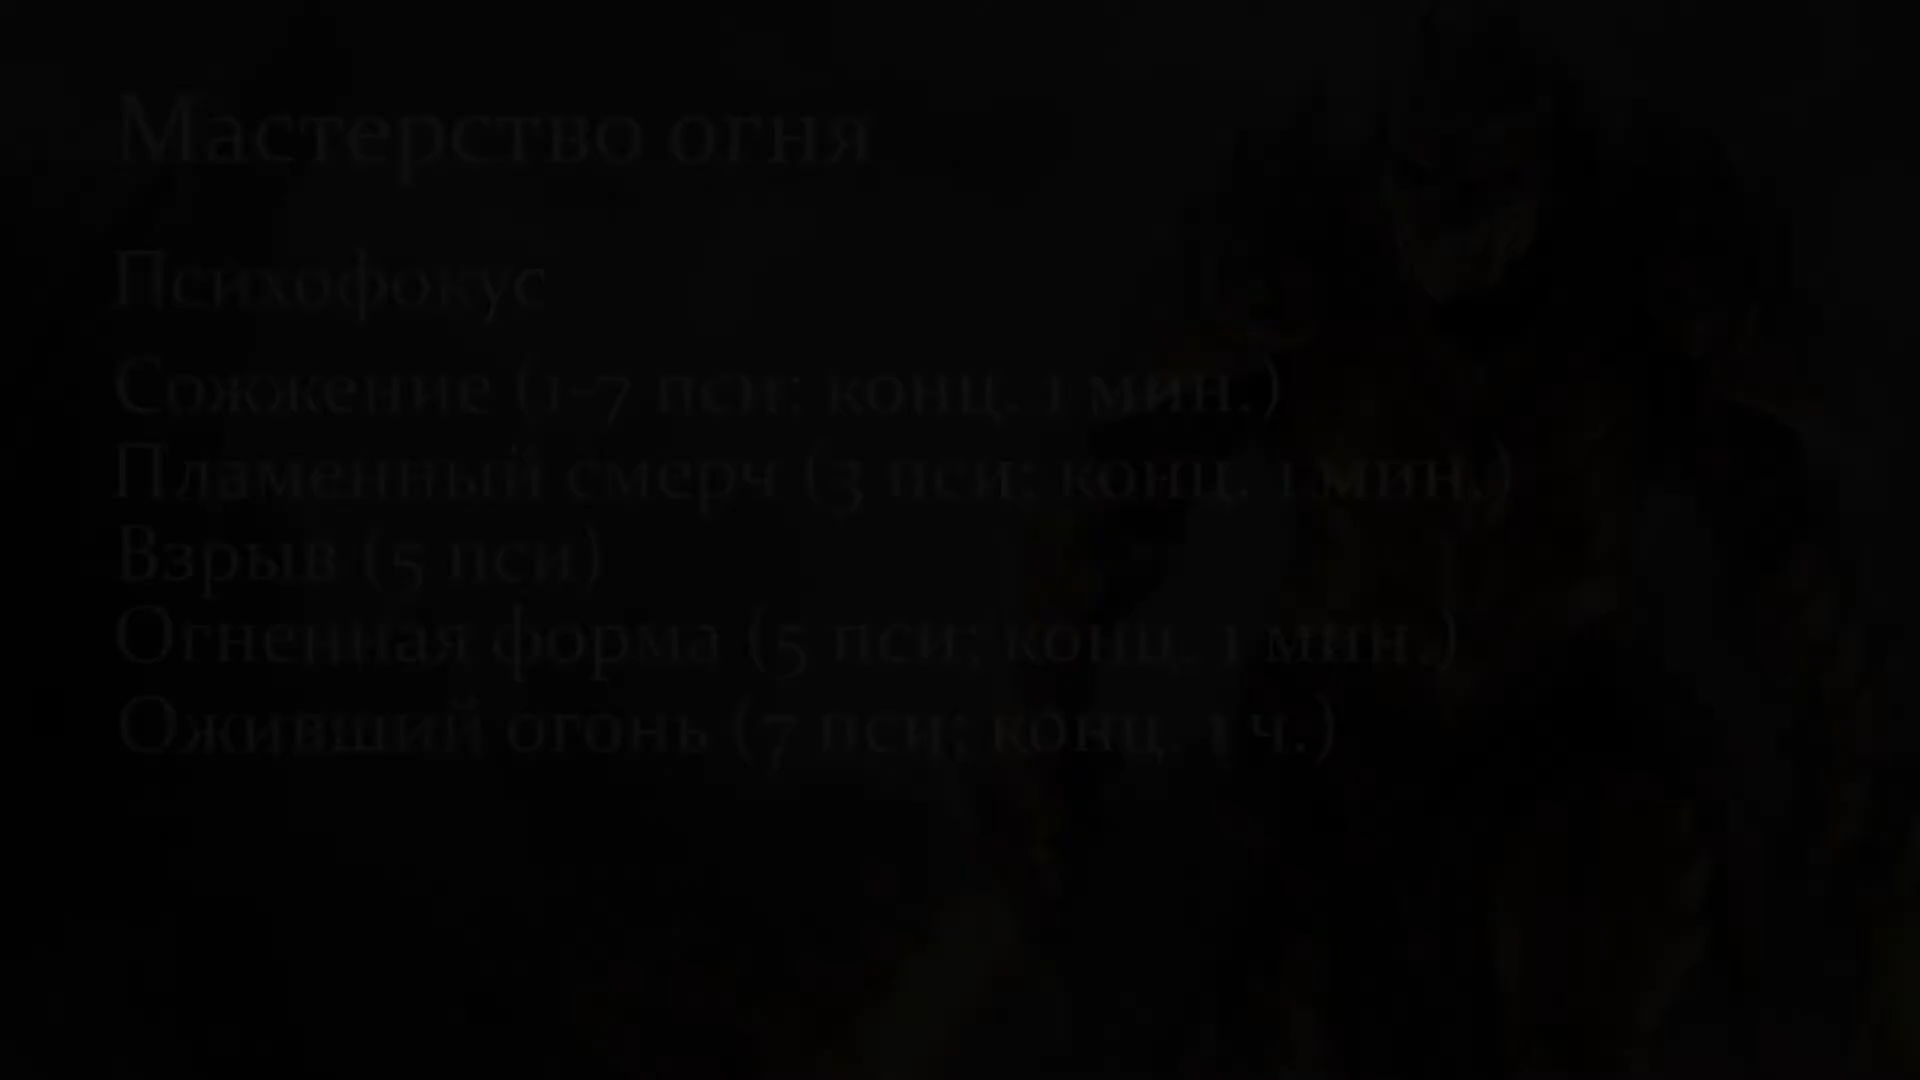 Мастерство огня
Психофокус
Сожжение (1-7 пси; конц. 1 мин.)
Пламенный смерч (3 пси; конц. 1 мин.)
Взрыв (5 пси)
Огненная форма (5 пси; конц. 1 мин.)
Оживший огонь (7 пси; конц. 1 ч.)